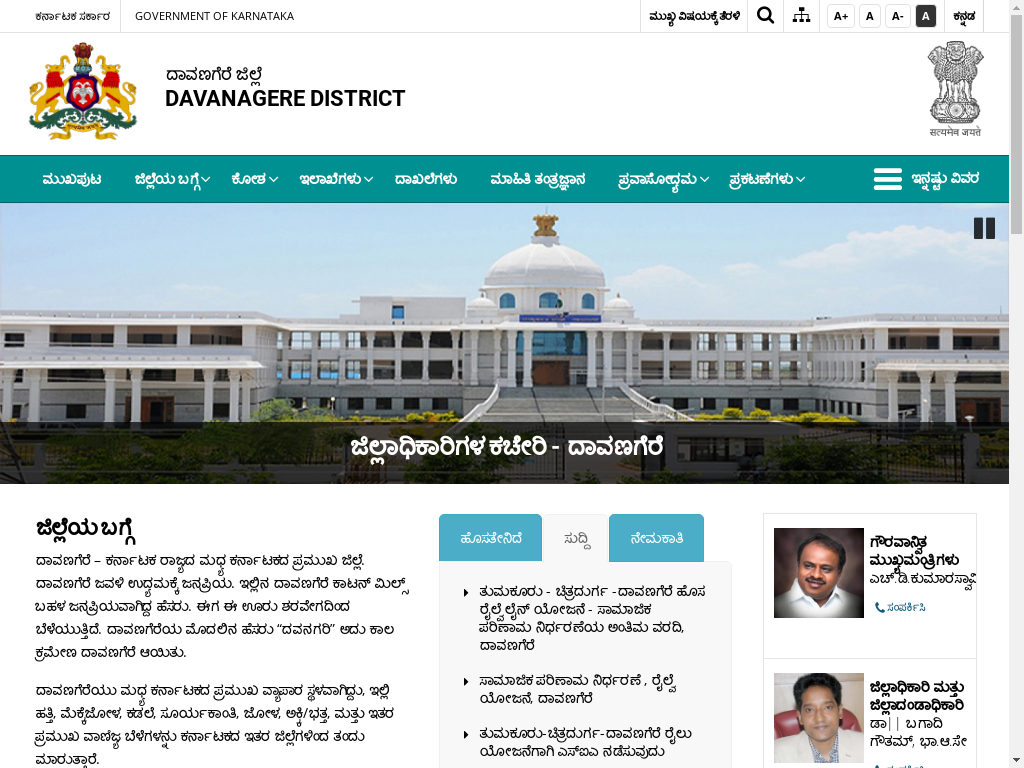 ಕರ್ನಾಟಕ ಸರ್ಕಾರ
GOVERNMENT OF KARNATAKA
ಮುಖ್ಯ ವಿಷಯಕ್ಕೆ ತೆರಳಿ
A+
A
A-
A
ಕನ್ನಡ
ದಾವಣಗೆರೆ ಜಿಲ್ಲೆ
DAVANAGERE DISTRICT
सत्यमेव जयते
ಮುಖಪುಟ
ಜಿಲ್ಲೆಯ ಬಗ್ಗೆ
ಕೋಶ
ಇಲಾಖೆಗಳು
ದಾಖಲೆಗಳು
ಮಾಹಿತಿ ತಂತ್ರಜ್ಞಾನ
ಪ್ರವಾಸೋಧ್ಯಮ
ಪ್ರಕಟಣೆಗಳು
ಇನ್ನಷ್ಟು ವಿವರ
ಜಿಲ್ಲಾಧಿಕಾರಿಗಳ ಕಚೇರಿ - ದಾವಣಗೆರೆ
ಜಿಲ್ಲೆಯ ಬಗ್ಗೆ
ದಾವಣಗೆರೆ – ಕರ್ನಾಟಕ ರಾಜ್ಯದ ಮಧ್ಯ ಕರ್ನಾಟಕದ ಪ್ರಮುಖ ಜಿಲ್ಲೆ.
ದಾವಣಗೆರೆ ಜವಳಿ ಉದ್ಯಮಕ್ಕೆ ಜನಪ್ರಿಯ. ಇಲ್ಲಿನ ದಾವಣಗೆರೆ ಕಾಟನ್ ಮಿಲ್ಸ್
ಬಹಳ ಜನಪ್ರಿಯವಾಗಿದ್ದ ಹೆಸರು. ಈಗ ಈ ಊರು ಶರವೇಗದಿಂದ
ಬೆಳೆಯುತ್ತಿದೆ. ದಾವಣಗೆರೆಯ ಮೊದಲಿನ ಹೆಸರು “ದವನಗರಿ” ಅದು ಕಾಲ
ಕ್ರಮೇಣ ದಾವಣಗೆರೆ ಆಯಿತು.
ದಾವಣಗೆರೆಯು ಮಧ್ಯ ಕರ್ನಾಟಕದ ಪ್ರಮುಖ ವ್ಯಾಪಾರ ಸ್ಥಳವಾಗಿದ್ದು, ಇಲ್ಲಿ
ಹತ್ತಿ, ಮೆಕ್ಕೆಜೋಳ, ಕಡಲೆ, ಸೂರ್ಯಕಾಂತಿ, ಜೋಳ, ಅಕ್ಕಿ/ಭತ್ತ, ಮತ್ತು ಇತರ
ಪ್ರಮುಖ ವಾಣಿಜ್ಯ ಬೆಳೆಗಳನ್ನು ಕರ್ನಾಟಕದ ಇತರ ಜಿಲ್ಲೆಗಳಿಂದ ತಂದು
ಮಾರುತ್ತಾರೆ.
ಹೊಸತೇನಿದೆ
ಸುದ್ದಿ
ನೇಮಕಾತಿ
ತುಮಕೂರು - ಚಿತ್ರದುರ್ಗ -ದಾವಣಗೆರೆ ಹೊಸ
ರೈಲ್ವೆ ಲೈನ್ ಯೋಜನೆ - ಸಾಮಾಜಿಕ
ಪರಿಣಾಮ ನಿರ್ಧರಣೆಯ ಅಂತಿಮ ವರದಿ,
ದಾವಣಗೆರೆ
ಸಾಮಾಜಿಕ ಪರಿಣಾಮ ನಿರ್ಧರಣೆ , ರೈಲ್ವೆ
ಯೋಜನೆ, ದಾವಣಗೆರೆ
ತುಮಕೂರು-ಚಿತ್ರದುರ್ಗ-ದಾವಣಗೆರೆ ರೈಲು
ಯೋಜನೆಗಾಗಿ ಎಸ್ಐಎ ನಡೆಸುವುದು
ಗೌರವಾನ್ವಿತ
ಮುಖ್ಯಮಂತ್ರಿಗಳು
ಎಚ್.ಡಿ.ಕುಮಾರಸ್ವಾಮಿ
ಸಂಪರ್ಕಿಸಿ
ಜಿಲ್ಲಾಧಿಕಾರಿ ಮತ್ತು
ಜಿಲ್ಲಾದಂಡಾಧಿಕಾರಿ
ಡಾ|| ಬಗಾದಿ
ಗೌತಮ್, ಭಾ.ಆ.ಸೇ